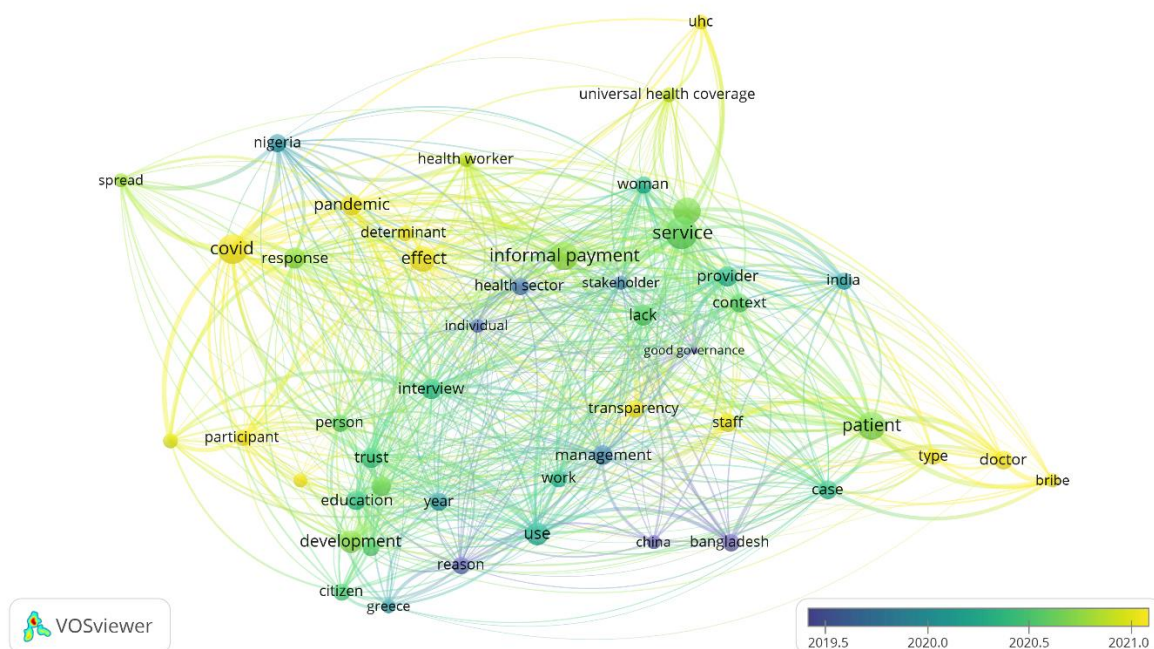 uhc
universal health coverage
nigeria
health worker
spread
woman
pandemic
determinant
service
covid
response
effect
informal payment
health sector
stakeholder
provider
india
context
individual
lack
good governance
interview
transparency
person
participant
staff
patient
trust
management
type
doctor
work
bribe
education
year
case
development
use
china
bangladesh
reason
citizen
greece
VOSviewer
2019.5 2020.0 2020.5 2021.0